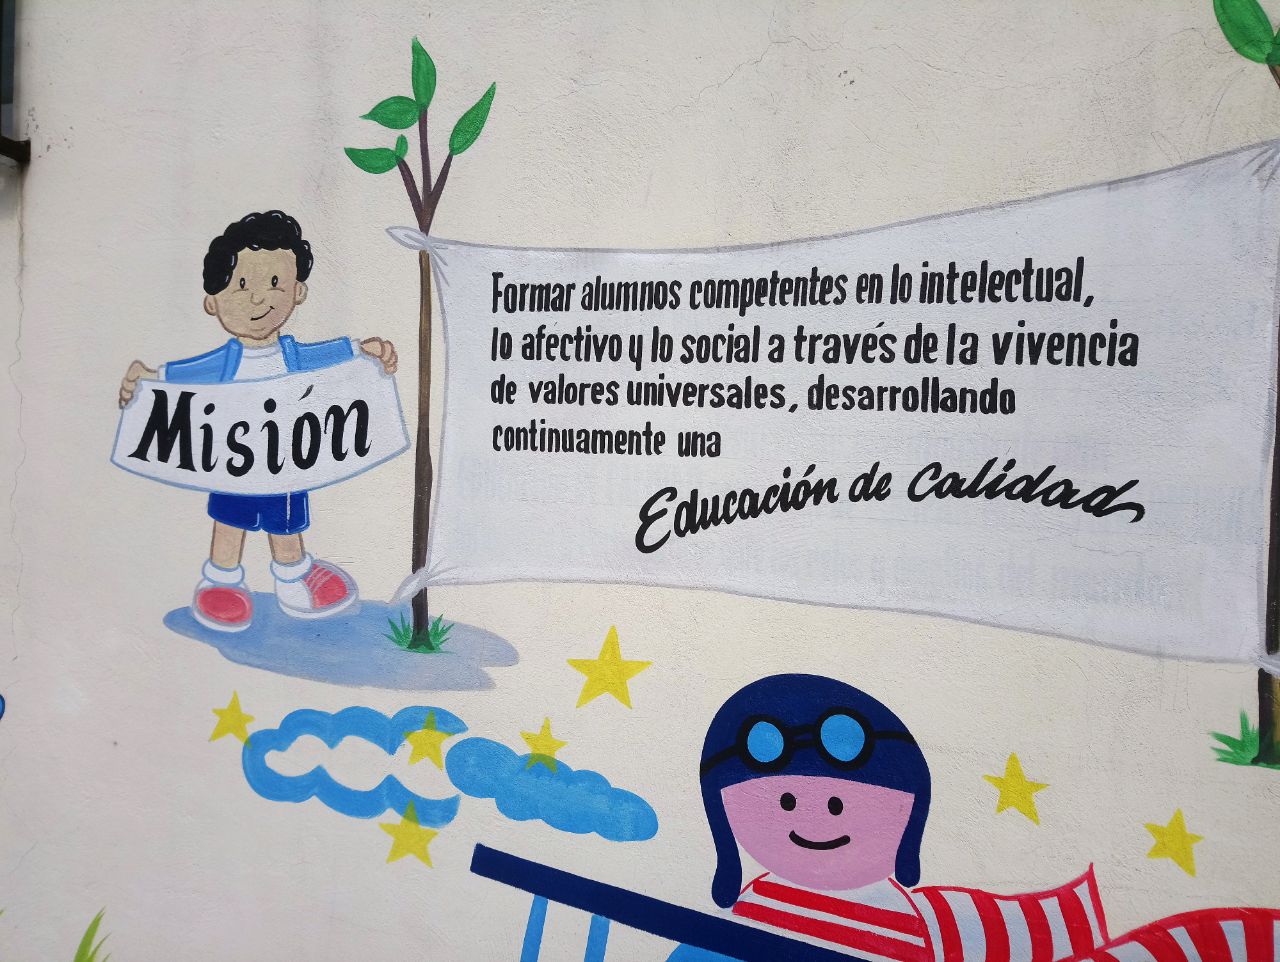 Misión
Formar alumnos competentes en lo intelectual,
lo afectivo y lo social a través de la vivencia
de valores universales, desarrollando
continuamente una
Educación de Calidad